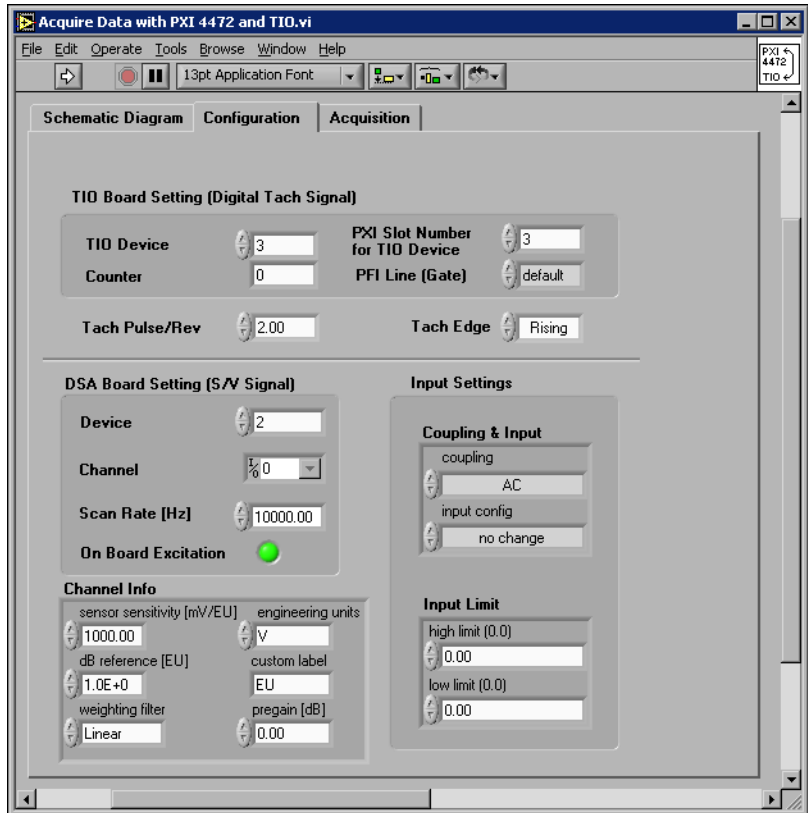 Acquire Data with PXI 4472 and TIO.vi
File Edit Operate Tools Browse Window Help
13pt Application Font
PXI
4472
TIO
Schematic Diagram Configuration Acquisition
TIO Board Setting (Digital Tach Signal)
TIO Device 3
PXI Slot Number
for TIO Device 3
Counter 0
PFI Line (Gate) default
Tach Pulse/Rev 2.00
Tach Edge Rising
DSA Board Setting (S/V Signal)
Device 2
Channel I/O 0
Scan Rate [Hz] 10000.00
On Board Excitation
Channel Info
sensor sensitivity [mV/EU] engineering units
1000.00 V
dB reference [EU] custom label
1.0E+0 EU
weighting filter pregain [dB]
Linear 0.00
Input Settings
Coupling & Input
coupling
AC
input config
no change
Input Limit
high limit (0.0)
0.00
low limit (0.0)
0.00